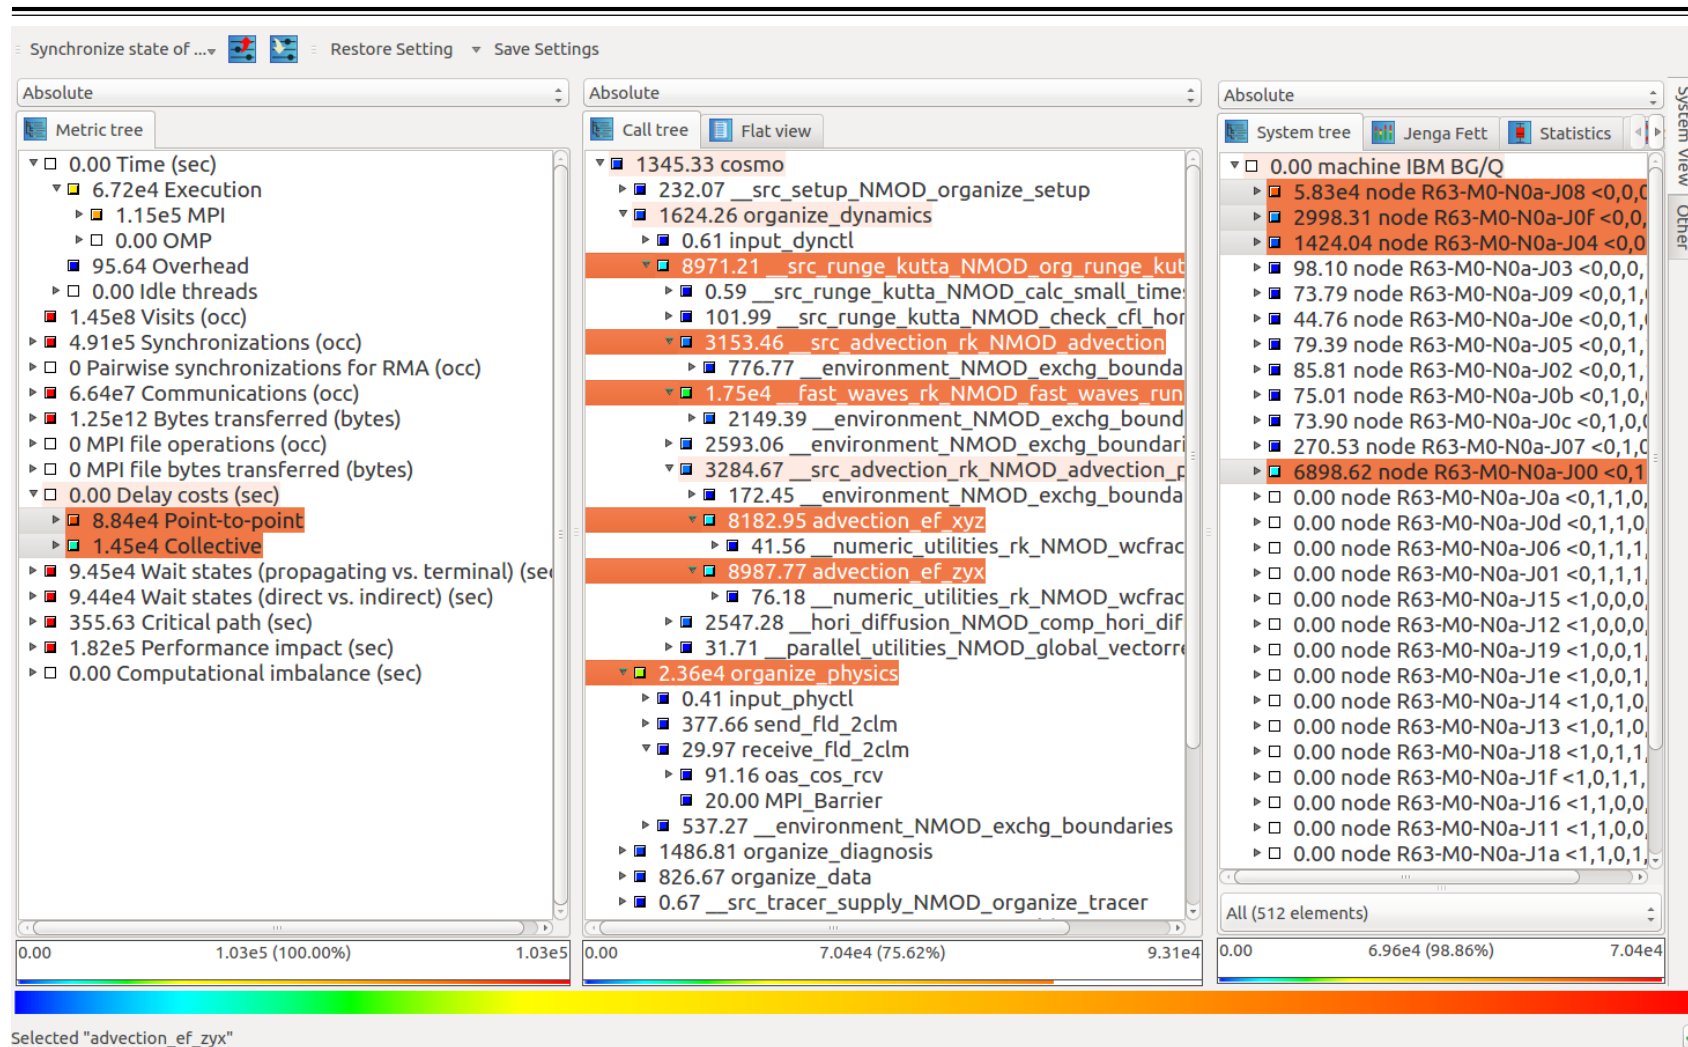 Synchronize state of ...
Restore Setting
Save Settings
Absolute
Metric tree
0.00 Time (sec)
6.72e4 Execution
1.15e5 MPI
0.00 OMP
95.64 Overhead
0.00 Idle threads
1.45e8 Visits (occ)
4.91e5 Synchronizations (occ)
0 Pairwise synchronizations for RMA (occ)
6.64e7 Communications (occ)
1.25e12 Bytes transferred (bytes)
0 MPI file operations (occ)
0 MPI file bytes transferred (bytes)
0.00 Delay costs (sec)
8.84e4 Point-to-point
1.45e4 Collective
9.45e4 Wait states (propagating vs. terminal) (se
9.44e4 Wait states (direct vs. indirect) (sec)
355.63 Critical path (sec)
1.82e5 Performance impact (sec)
0.00 Computational imbalance (sec)
0.00 1.03e5 (100.00%) 1.03e5
Absolute
Call tree Flat view
1345.33 cosmo
232.07 __src_setup_NMOD_organize_setup
1624.26 organize_dynamics
0.61 input_dynctl
8971.21 __src_runge_kutta_NMOD_org_runge_kut
0.59 __src_runge_kutta_NMOD_calc_small_time
101.99 __src_runge_kutta_NMOD_check_cfl_hor
3153.46 __src_advection_rk_NMOD_advection
776.77 __environment_NMOD_exchg_bounda
1.75e4 __fast_waves_rk_NMOD_fast_waves_run
2149.39 __environment_NMOD_exchg_bound
2593.06 __environment_NMOD_exchg_boundari
3284.67 __src_advection_rk_NMOD_advection_p
172.45 __environment_NMOD_exchg_bounda
8182.95 advection_ef_xyz
41.56 __numeric_utilities_rk_NMOD_wcfrac
8987.77 advection_ef_zyx
76.18 __numeric_utilities_rk_NMOD_wcfrac
2547.28 __hori_diffusion_NMOD_comp_hori_dif
31.71 __parallel_utilities_NMOD_global_vectorre
2.36e4 organize_physics
0.41 input_phyctl
377.66 send_fld_2clm
29.97 receive_fld_2clm
91.16 oas_cos_rcv
20.00 MPI_Barrier
537.27 __environment_NMOD_exchg_boundaries
1486.81 organize_diagnosis
826.67 organize_data
0.67 __src_tracer_supply_NMOD_organize_tracer
0.00 7.04e4 (75.62%) 9.31e4
Absolute
System tree Jenga Fett Statistics
0.00 machine IBM BG/Q
5.83e4 node R63-M0-N0a-J08 <0,0,0
2998.31 node R63-M0-N0a-J0f <0,0,
1424.04 node R63-M0-N0a-J04 <0,0
98.10 node R63-M0-N0a-J03 <0,0,0,
73.79 node R63-M0-N0a-J09 <0,0,1,
44.76 node R63-M0-N0a-J0e <0,0,1,
79.39 node R63-M0-N0a-J05 <0,0,1,
85.81 node R63-M0-N0a-J02 <0,0,1,
75.01 node R63-M0-N0a-J0b <0,1,0,
73.90 node R63-M0-N0a-J0c <0,1,0,
270.53 node R63-M0-N0a-J07 <0,1,
6898.62 node R63-M0-N0a-J00 <0,1
0.00 node R63-M0-N0a-J0a <0,1,1,0,
0.00 node R63-M0-N0a-J0d <0,1,1,0,
0.00 node R63-M0-N0a-J06 <0,1,1,1,
0.00 node R63-M0-N0a-J01 <0,1,1,1,
0.00 node R63-M0-N0a-J15 <1,0,0,0,
0.00 node R63-M0-N0a-J12 <1,0,0,0,
0.00 node R63-M0-N0a-J19 <1,0,0,1,
0.00 node R63-M0-N0a-J1e <1,0,0,1,
0.00 node R63-M0-N0a-J14 <1,0,1,0,
0.00 node R63-M0-N0a-J13 <1,0,1,0,
0.00 node R63-M0-N0a-J18 <1,0,1,1,
0.00 node R63-M0-N0a-J1f <1,0,1,1,
0.00 node R63-M0-N0a-J16 <1,1,0,0,
0.00 node R63-M0-N0a-J11 <1,1,0,0,
0.00 node R63-M0-N0a-J1a <1,1,0,1,
All (512 elements)
0.00 6.96e4 (98.86%) 7.04e4
System View
Other
Selected "advection_ef_zyx"